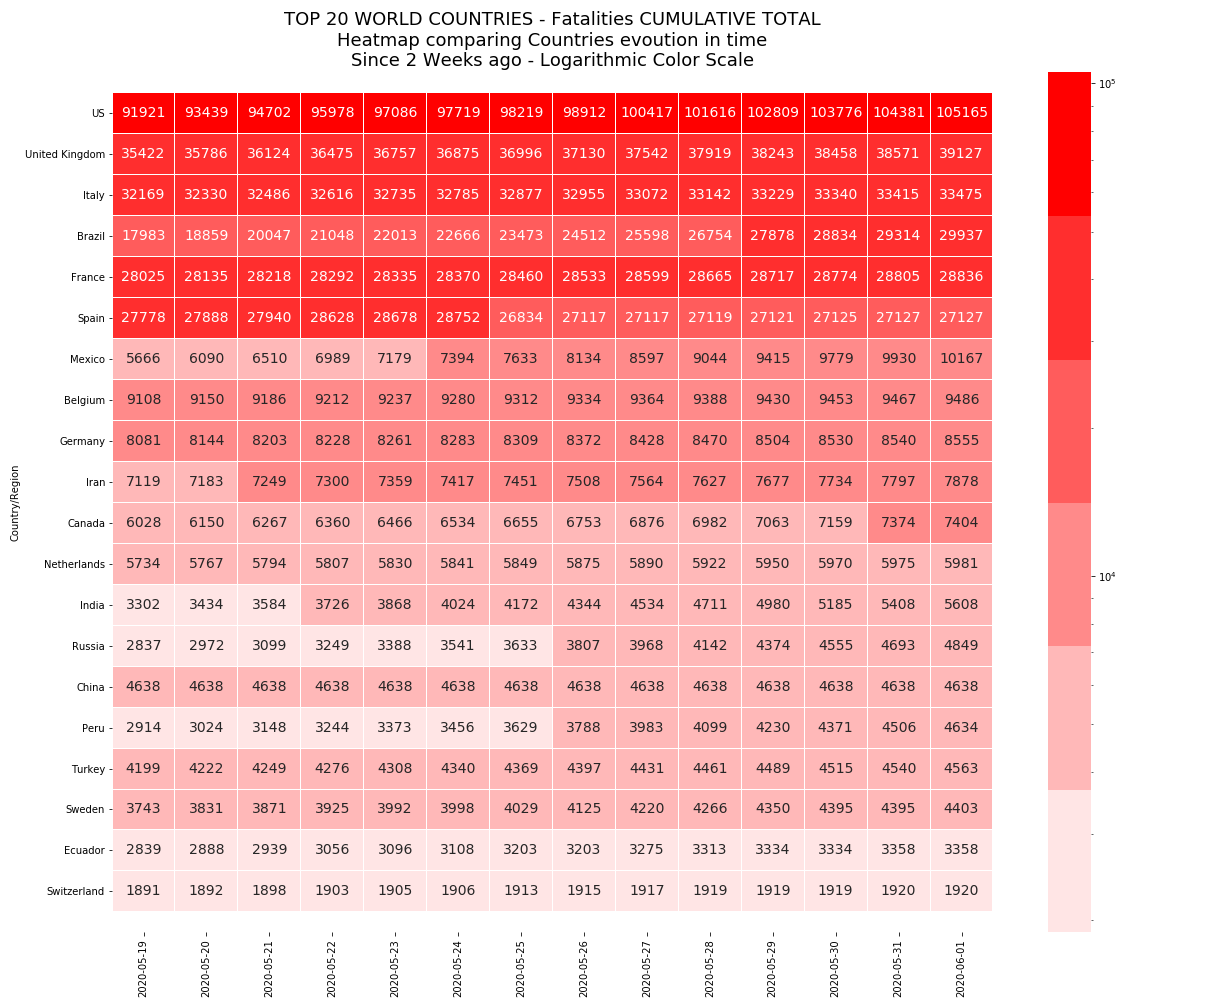 TOP 20 WORLD COUNTRIES - Fatalities CUMULATIVE TOTAL
Heatmap comparing Countries evoution in time
Since 2 Weeks ago - Logarithmic Color Scale
Country/Region
US 91921 93439 94702 95978 97086 97719 98219 98912 100417 101616 102809 103776 104381 105165
United Kingdom 35422 35786 36124 36475 36757 36875 36996 37130 37542 37919 38243 38458 38571 39127
Italy 32169 32330 32486 32616 32735 32785 32877 32955 33072 33142 33229 33340 33415 33475
Brazil 17983 18859 20047 21048 22013 22666 23473 24512 25598 26754 27878 28834 29314 29937
France 28025 28135 28218 28292 28335 28370 28460 28533 28599 28665 28717 28774 28805 28836
Spain 27778 27888 27940 28628 28678 28752 26834 27117 27117 27119 27121 27125 27127 27127
Mexico 5666 6090 6510 6989 7179 7394 7633 8134 8597 9044 9415 9779 9930 10167
Belgium 9108 9150 9186 9212 9237 9280 9312 9334 9364 9388 9430 9453 9467 9486
Germany 8081 8144 8203 8228 8261 8283 8309 8372 8428 8470 8504 8530 8540 8555
Iran 7119 7183 7249 7300 7359 7417 7451 7508 7564 7627 7677 7734 7797 7878
Canada 6028 6150 6267 6360 6466 6534 6655 6753 6876 6982 7063 7159 7374 7404
Netherlands 5734 5767 5794 5807 5830 5841 5849 5875 5890 5922 5950 5970 5975 5981
India 3302 3434 3584 3726 3868 4024 4172 4344 4534 4711 4980 5185 5408 5608
Russia 2837 2972 3099 3249 3388 3541 3633 3807 3968 4142 4374 4555 4693 4849
China 4638 4638 4638 4638 4638 4638 4638 4638 4638 4638 4638 4638 4638 4638
Peru 2914 3024 3148 3244 3373 3456 3629 3788 3983 4099 4230 4371 4506 4634
Turkey 4199 4222 4249 4276 4308 4340 4369 4397 4431 4461 4489 4515 4540 4563
Sweden 3743 3831 3871 3925 3992 3998 4029 4125 4220 4266 4350 4395 4395 4403
Ecuador 2839 2888 2939 3056 3096 3108 3203 3203 3275 3313 3334 3334 3358 3358
Switzerland 1891 1892 1898 1903 1905 1906 1913 1915 1917 1919 1919 1919 1920 1920
2020-05-19 2020-05-20 2020-05-21 2020-05-22 2020-05-23 2020-05-24 2020-05-25 2020-05-26 2020-05-27 2020-05-28 2020-05-29 2020-05-30 2020-05-31 2020-06-01
10⁵
10⁴